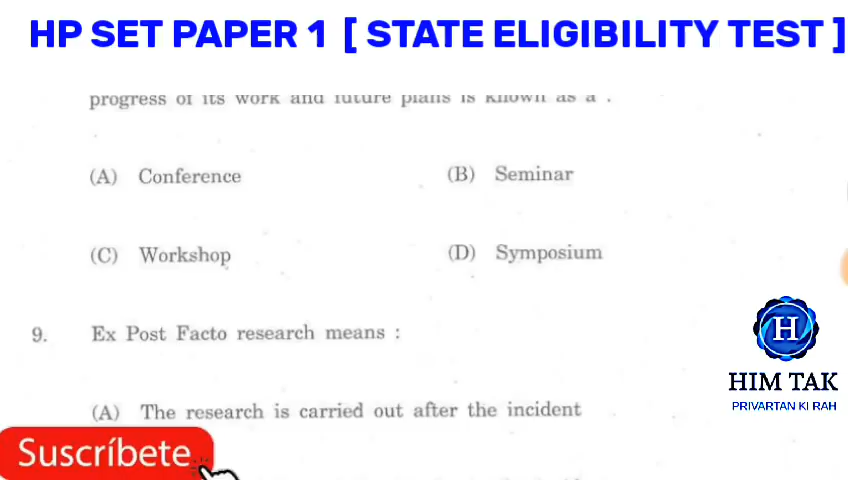 HP SET PAPER 1 [ STATE ELIGIBILITY TEST ]
progress of its work and future plans is known as a .
(A) Conference (B) Seminar
(C) Workshop (D) Symposium
9. Ex Post Facto research means :
(A) The research is carried out after the incident
H
HIM TAK
PRIVARTAN KI RAH
Suscríbete